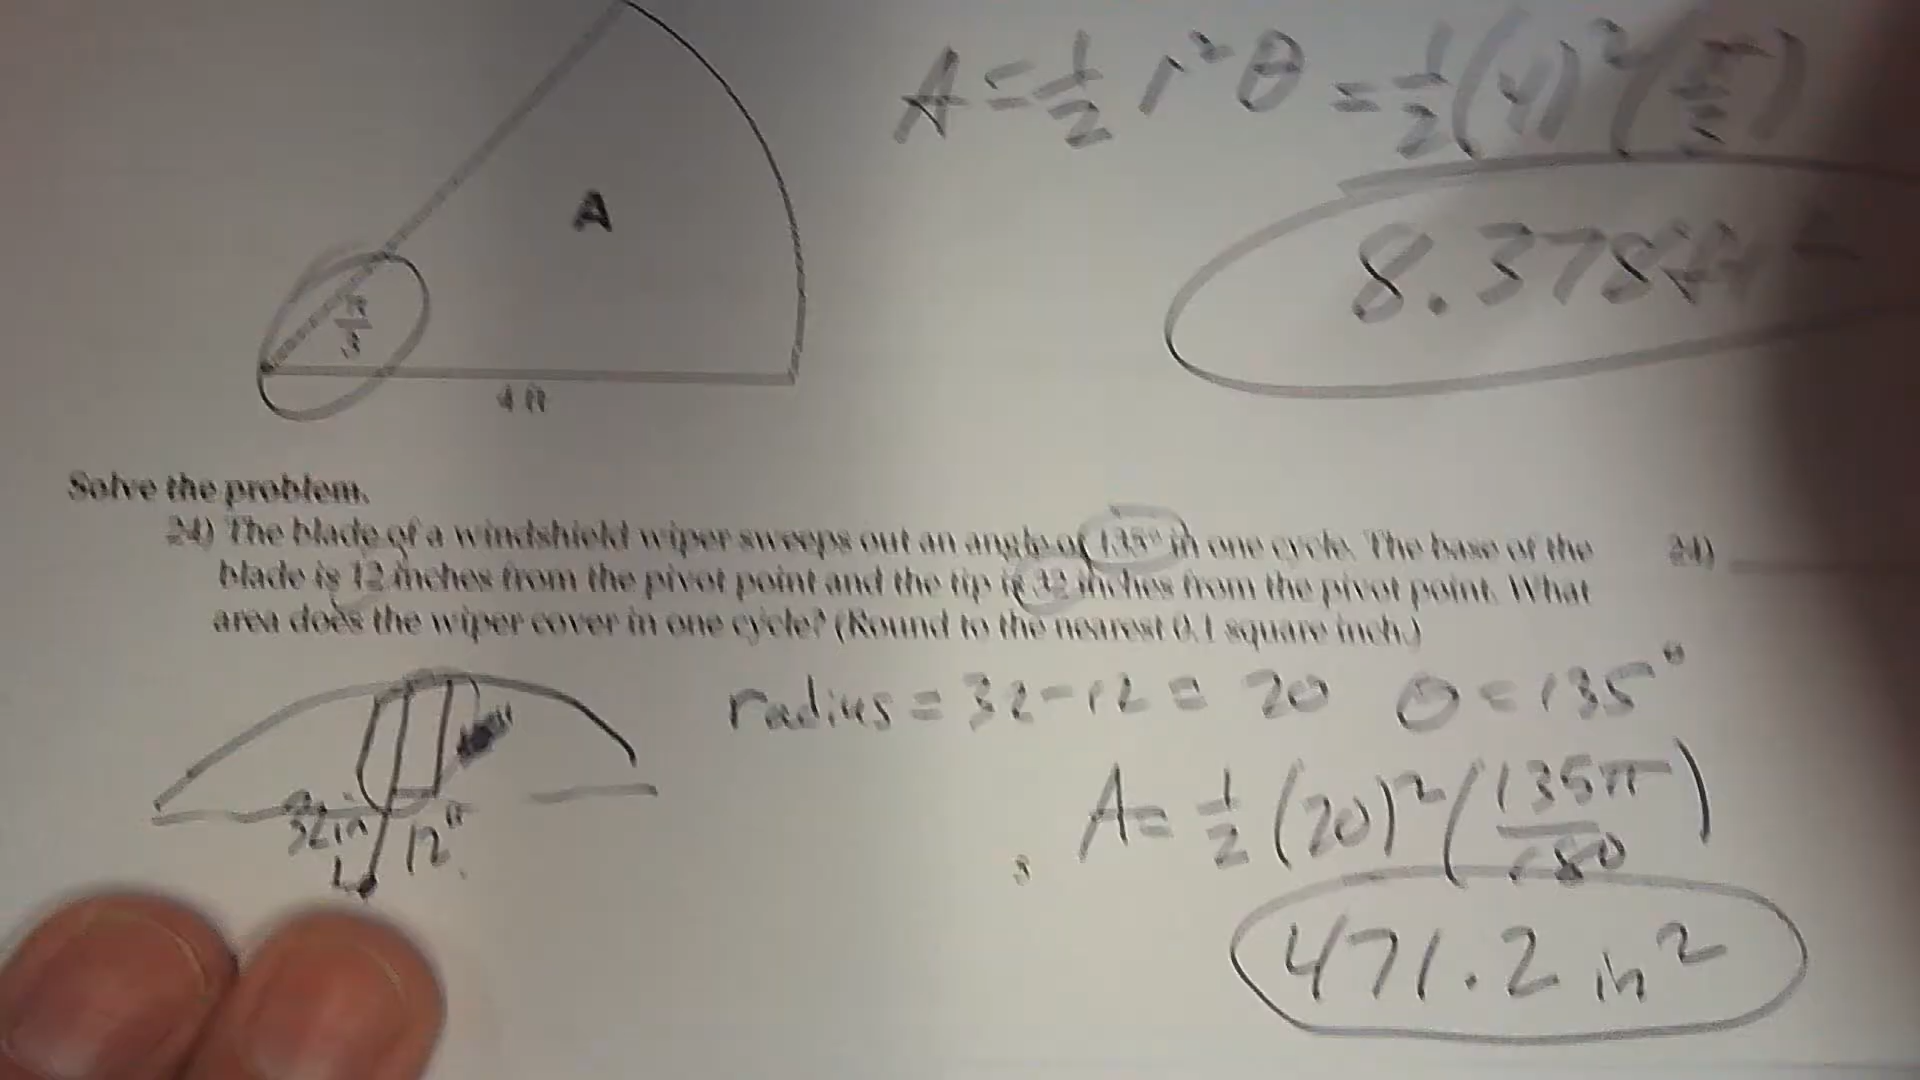 A = 1/2 r² θ = 1/2 (4)² (π/3)
A
8.378
π/3
4 ft
Solve the problem.
24) The blade of a windshield wiper sweeps out an angle of 135° in one cycle. The base of the
24)
blade is 12 inches from the pivot point and the tip is 32 inches from the pivot point. What
area does the wiper cover in one cycle? (Round to the nearest 0.1 square inch.)
radius = 32-12 = 20 θ = 135°
32in
12"
A = 1/2 (20)² (135π/180)
3
471.2 in²